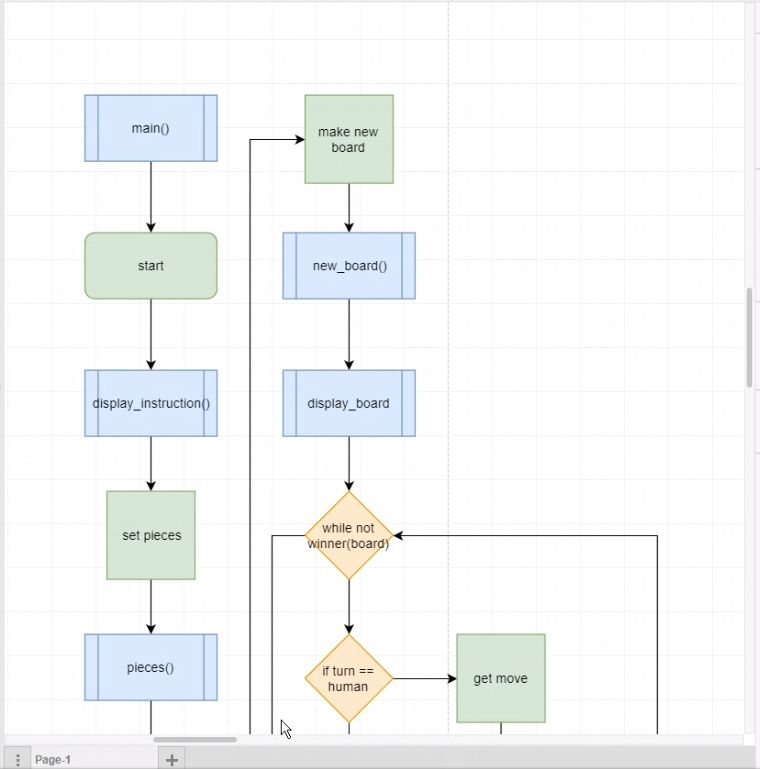 main()
start
display_instruction()
set pieces
pieces()
make new
board
new_board()
display_board
while not
winner(board)
if turn ==
human
get move
Page-1